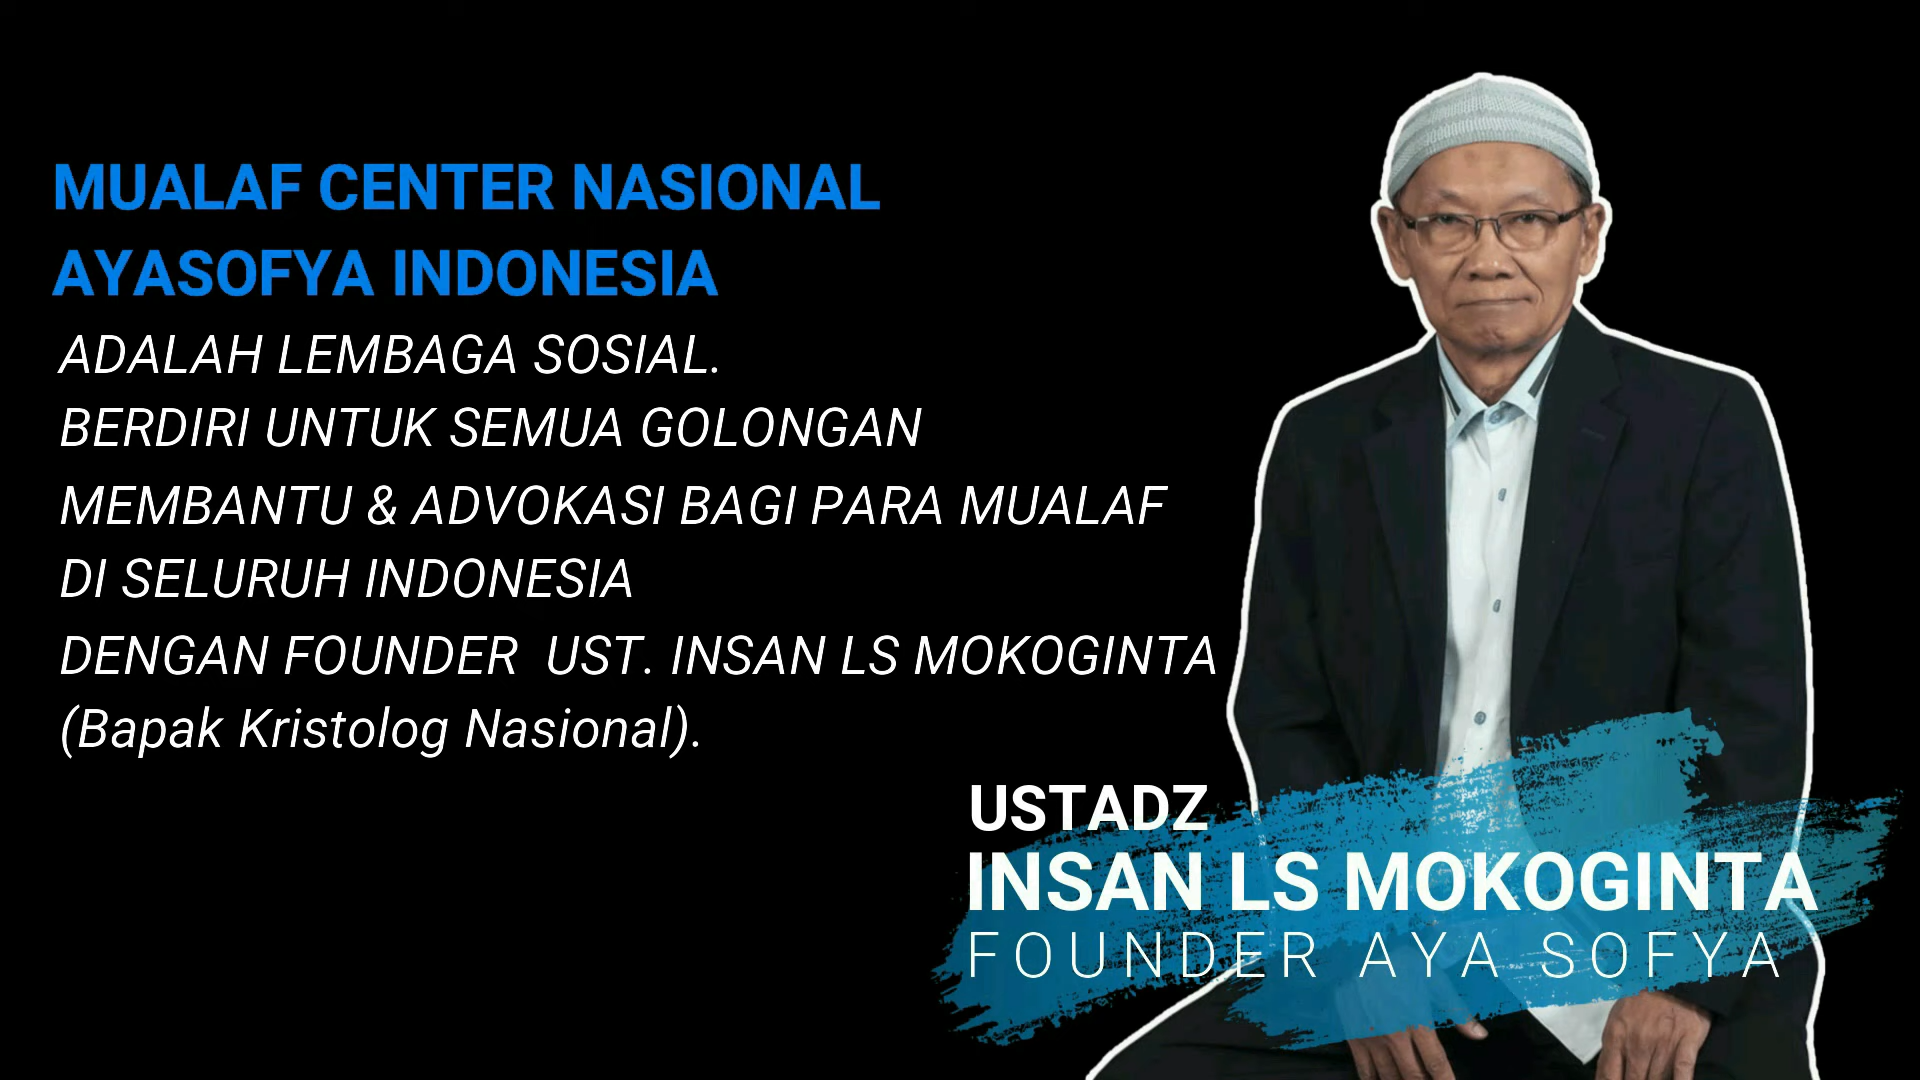 MUALAF CENTER NASIONAL
AYASOFYA INDONESIA
ADALAH LEMBAGA SOSIAL.
BERDIRI UNTUK SEMUA GOLONGAN
MEMBANTU & ADVOKASI BAGI PARA MUALAF
DI SELURUH INDONESIA
DENGAN FOUNDER UST. INSAN LS MOKOGINTA
(Bapak Kristolog Nasional).
USTADZ
INSAN LS MOKOGINTA
FOUNDER AYA SOFYA